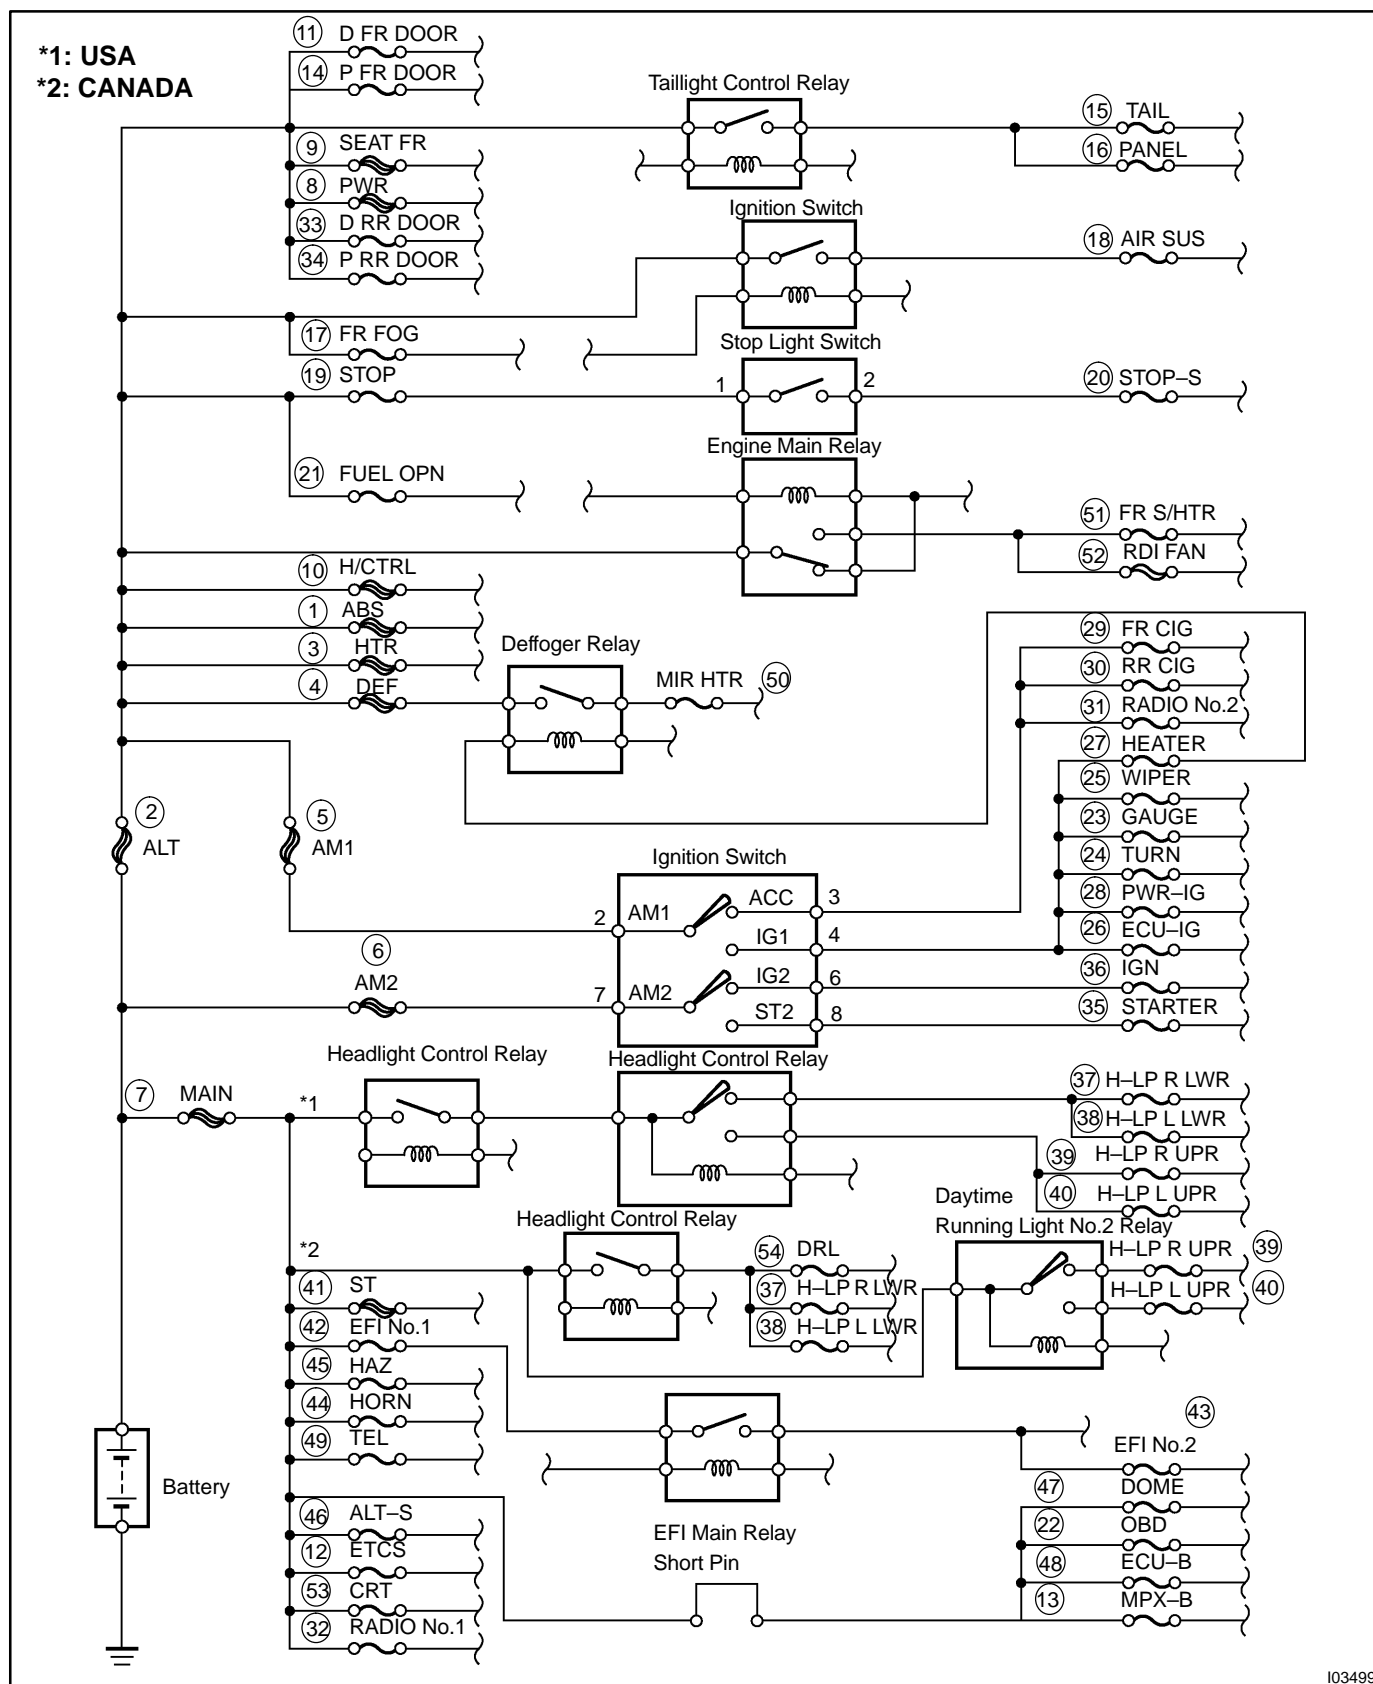 *1: USA
*2: CANADA
11 D FR DOOR
14 P FR DOOR
Taillight Control Relay
15 TAIL
16 PANEL
9 SEAT FR
8 PWR
33 D RR DOOR
34 P RR DOOR
Ignition Switch
18 AIR SUS
17 FR FOG
Stop Light Switch
19 STOP
1
2
20 STOP–S
Engine Main Relay
21 FUEL OPN
51 FR S/HTR
52 RDI FAN
10 H/CTRL
1 ABS
3 HTR
4 DEF
Deffoger Relay
MIR HTR 50
29 FR CIG
30 RR CIG
31 RADIO No.2
27 HEATER
25 WIPER
23 GAUGE
24 TURN
28 PWR–IG
26 ECU–IG
36 IGN
35 STARTER
2 ALT
5 AM1
Ignition Switch
2 AM1 ACC 3
IG1 4
6 AM2
7 AM2 IG2 6
ST2 8
Headlight Control Relay
Headlight Control Relay
7 MAIN
*1
37 H–LP R LWR
38 H–LP L LWR
39 H–LP R UPR
40 H–LP L UPR
Headlight Control Relay
Daytime
Running Light No.2 Relay
*2
54 DRL
37 H–LP R LWR
38 H–LP L LWR
H–LP R UPR 39
H–LP L UPR 40
41 ST
42 EFI No.1
45 HAZ
44 HORN
49 TEL
43
EFI No.2
Battery
46 ALT–S
12 ETCS
53 CRT
32 RADIO No.1
EFI Main Relay
Short Pin
47 DOME
22 OBD
48 ECU–B
13 MPX–B
I03499